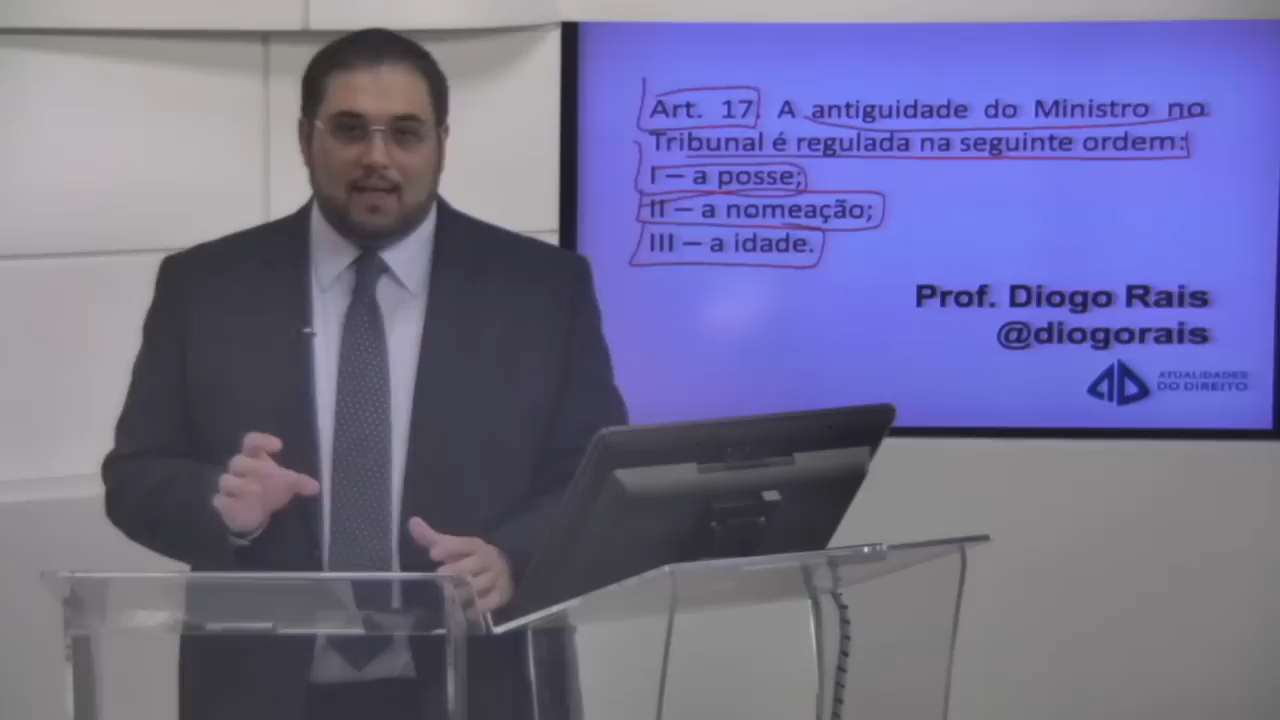 Art. 17. A antiguidade do Ministro no
Tribunal é regulada na seguinte ordem:
I – a posse;
II – a nomeação;
III – a idade.
Prof. Diogo Rais
@diogorais
AD ATUALIDADES
DO DIREITO